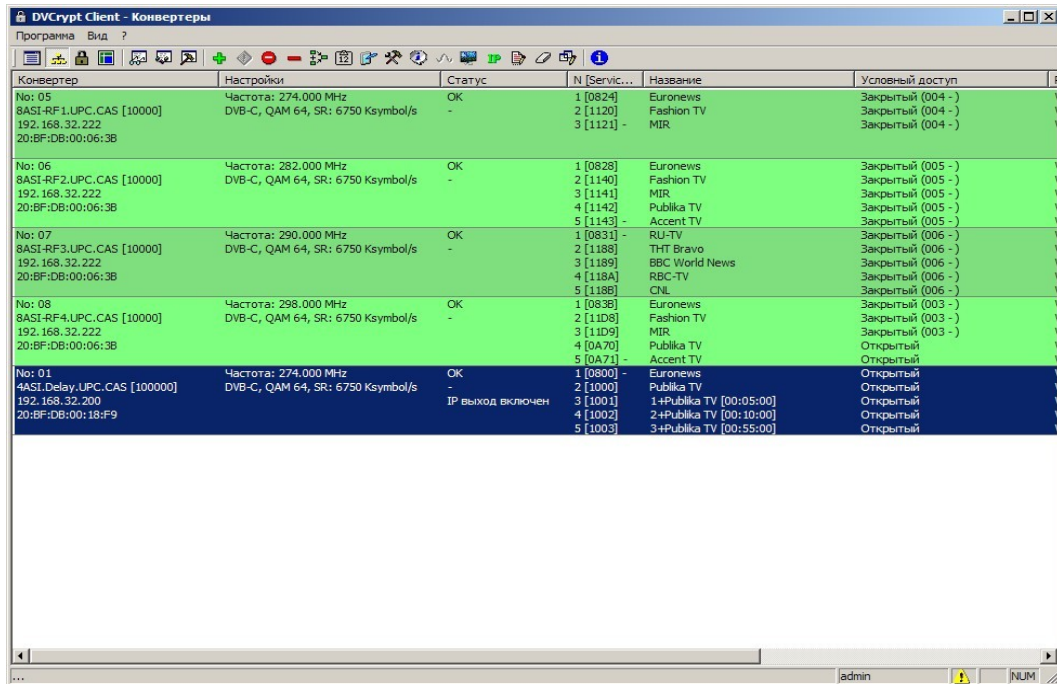 DVCrypt Client - Конвертеры
Программа Вид ?
Конвертер Настройки Статус N [Servic... Название Условный доступ
No: 05 Частота: 274.000 MHz OK 1 [0824] Euronews Закрытый (004 - )
8ASI-RF1.UPC.CAS [10000] DVB-C, QAM 64, SR: 6750 Ksymbol/s - 2 [1120] Fashion TV Закрытый (004 - )
192.168.32.222 3 [1121] - MIR Закрытый (004 - )
20:BF:DB:00:06:3B
No: 06 Частота: 282.000 MHz OK 1 [0828] Euronews Закрытый (005 - )
8ASI-RF2.UPC.CAS [10000] DVB-C, QAM 64, SR: 6750 Ksymbol/s - 2 [1140] Fashion TV Закрытый (005 - )
192.168.32.222 3 [1141] MIR Закрытый (005 - )
20:BF:DB:00:06:3B 4 [1142] Publika TV Закрытый (005 - )
5 [1143] - Accent TV Закрытый (005 - )
No: 07 Частота: 290.000 MHz OK 1 [0831] - RU-TV Закрытый (006 - )
8ASI-RF3.UPC.CAS [10000] DVB-C, QAM 64, SR: 6750 Ksymbol/s - 2 [1188] THT Bravo Закрытый (006 - )
192.168.32.222 3 [1189] BBC World News Закрытый (006 - )
20:BF:DB:00:06:3B 4 [118A] RBC-TV Закрытый (006 - )
5 [118B] CNL Закрытый (006 - )
No: 08 Частота: 298.000 MHz OK 1 [083B] Euronews Закрытый (003 - )
8ASI-RF4.UPC.CAS [10000] DVB-C, QAM 64, SR: 6750 Ksymbol/s - 2 [11D8] Fashion TV Закрытый (003 - )
192.168.32.222 3 [11D9] MIR Закрытый (003 - )
20:BF:DB:00:06:3B 4 [0A70] Publika TV Открытый
5 [0A71] - Accent TV Открытый
No: 01 Частота: 274.000 MHz OK 1 [0800] - Euronews Открытый
4ASI.Delay.UPC.CAS [100000] DVB-C, QAM 64, SR: 6750 Ksymbol/s - 2 [1000] Publika TV Открытый
192.168.32.200 IP выход включен 3 [1001] 1+Publika TV [00:05:00] Открытый
20:BF:DB:00:18:F9 4 [1002] 2+Publika TV [00:10:00] Открытый
5 [1003] 3+Publika TV [00:55:00] Открытый
... admin NUM